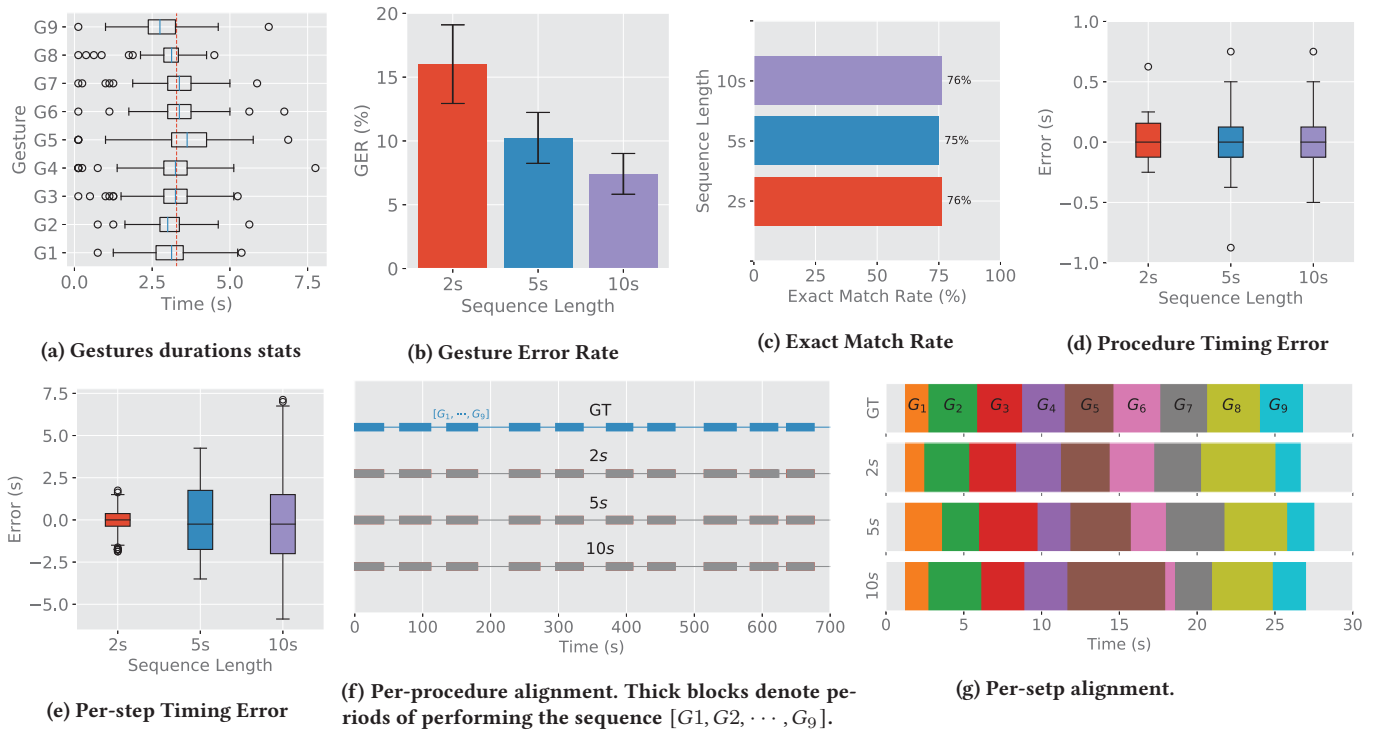 G9
G8
G7
G6
G5
G4
G3
G2
G1
Gesture
0.0 2.5 5.0 7.5
Time (s)
(a) Gestures durations stats
20
15
10
5
0
GER (%)
2s 5s 10s
Sequence Length
(b) Gesture Error Rate
10s
5s
2s
Sequence Length
76%
75%
76%
0 25 50 75 100
Exact Match Rate (%)
(c) Exact Match Rate
1.0
0.5
0.0
−0.5
−1.0
Error (s)
2s 5s 10s
Sequence Length
(d) Procedure Timing Error
7.5
5.0
2.5
0.0
−2.5
−5.0
Error (s)
2s 5s 10s
Sequence Length
(e) Per-step Timing Error
[G1, ⋯, G9]
GT
2s
5s
10s
0 100 200 300 400 500 600 700
Time (s)
(f) Per-procedure alignment. Thick blocks denote pe-
riods of performing the sequence [G1, G2, ⋯ , G9].
GT
G1 G2 G3 G4 G5 G6 G7 G8 G9
2s
5s
10s
0 5 10 15 20 25 30
Time (s)
(g) Per-setp alignment.